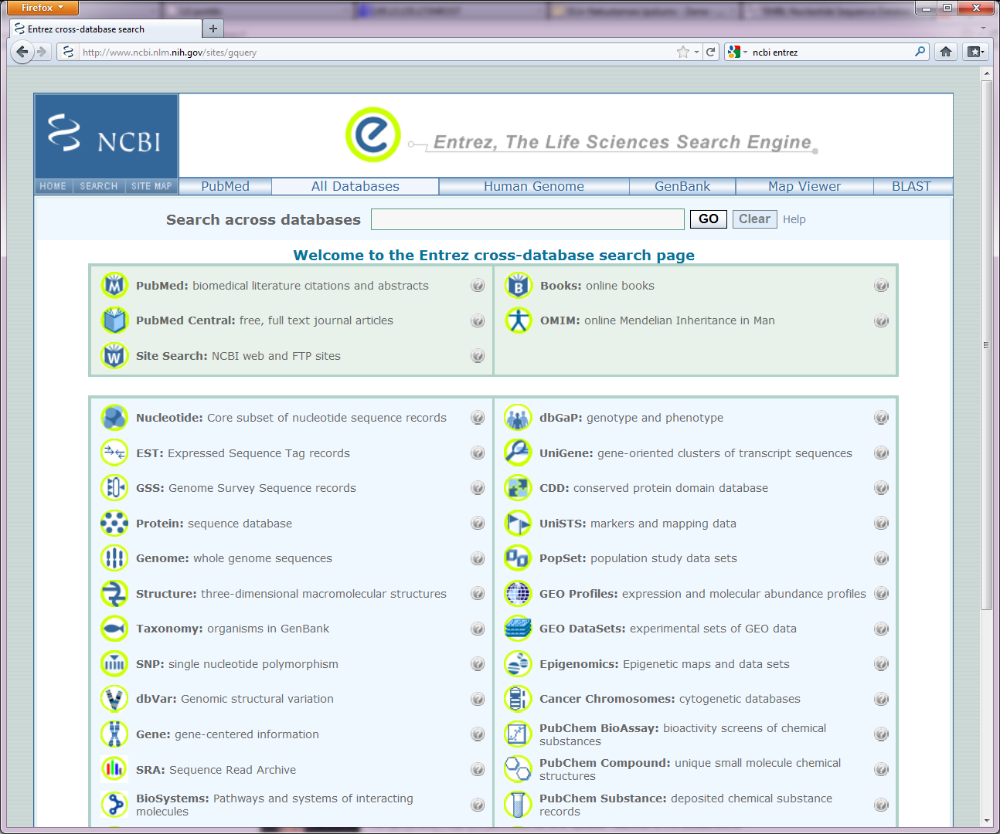 Firefox
Entrez cross-database search
http://www.ncbi.nlm.nih.gov/sites/gquery
ncbi entrez
NCBI
e Entrez, The Life Sciences Search Engine
HOME SEARCH SITE MAP PubMed All Databases Human Genome GenBank Map Viewer BLAST
Search across databases GO Clear Help
Welcome to the Entrez cross-database search page
M PubMed: biomedical literature citations and abstracts ?
B Books: online books ?
PubMed Central: free, full text journal articles ?
OMIM: online Mendelian Inheritance in Man ?
W Site Search: NCBI web and FTP sites ?
Nucleotide: Core subset of nucleotide sequence records ?
dbGaP: genotype and phenotype ?
EST: Expressed Sequence Tag records ?
UniGene: gene-oriented clusters of transcript sequences ?
GSS: Genome Survey Sequence records ?
CDD: conserved protein domain database ?
Protein: sequence database ?
UniSTS: markers and mapping data ?
Genome: whole genome sequences ?
PopSet: population study data sets ?
Structure: three-dimensional macromolecular structures ?
GEO Profiles: expression and molecular abundance profiles ?
Taxonomy: organisms in GenBank ?
GEO DataSets: experimental sets of GEO data ?
SNP: single nucleotide polymorphism ?
Epigenomics: Epigenetic maps and data sets ?
dbVar: Genomic structural variation ?
Cancer Chromosomes: cytogenetic databases ?
Gene: gene-centered information ?
PubChem BioAssay: bioactivity screens of chemical
substances ?
SRA: Sequence Read Archive ?
PubChem Compound: unique small molecule chemical
structures ?
BioSystems: Pathways and systems of interacting
molecules ?
PubChem Substance: deposited chemical substance
records ?